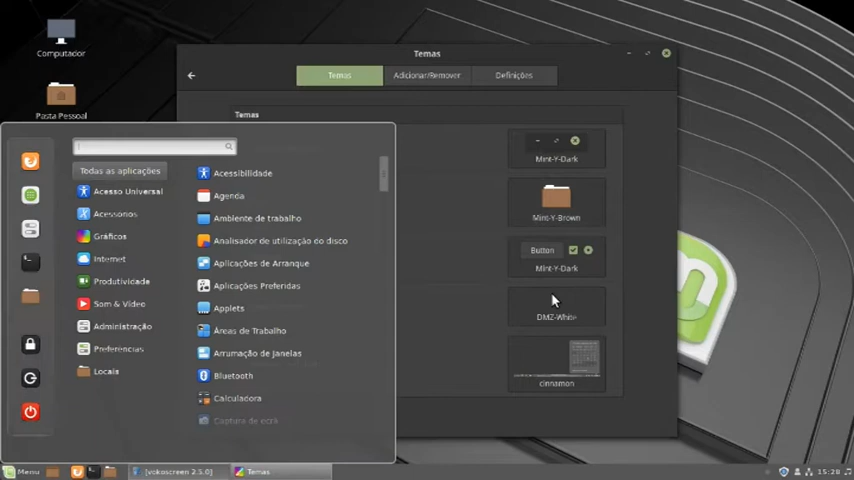 Computador
Pasta Pessoal
Temas
Temas
Adicionar/Remover
Definições
Temas
Mint-Y-Dark
Mint-Y-Brown
Button
Mint-Y-Dark
DMZ-White
cinnamon
Todas as aplicações
Acesso Universal
Acessórios
Gráficos
Internet
Produtividade
Som & Vídeo
Administração
Preferências
Locais
Acessibilidade
Agenda
Ambiente de trabalho
Analisador de utilização do disco
Aplicações de Arranque
Aplicações Preferidas
Applets
Áreas de Trabalho
Arrumação de Janelas
Bluetooth
Calculadora
Captura de ecrã
Menu
[vokoscreen 2.5.0]
Temas
15:28